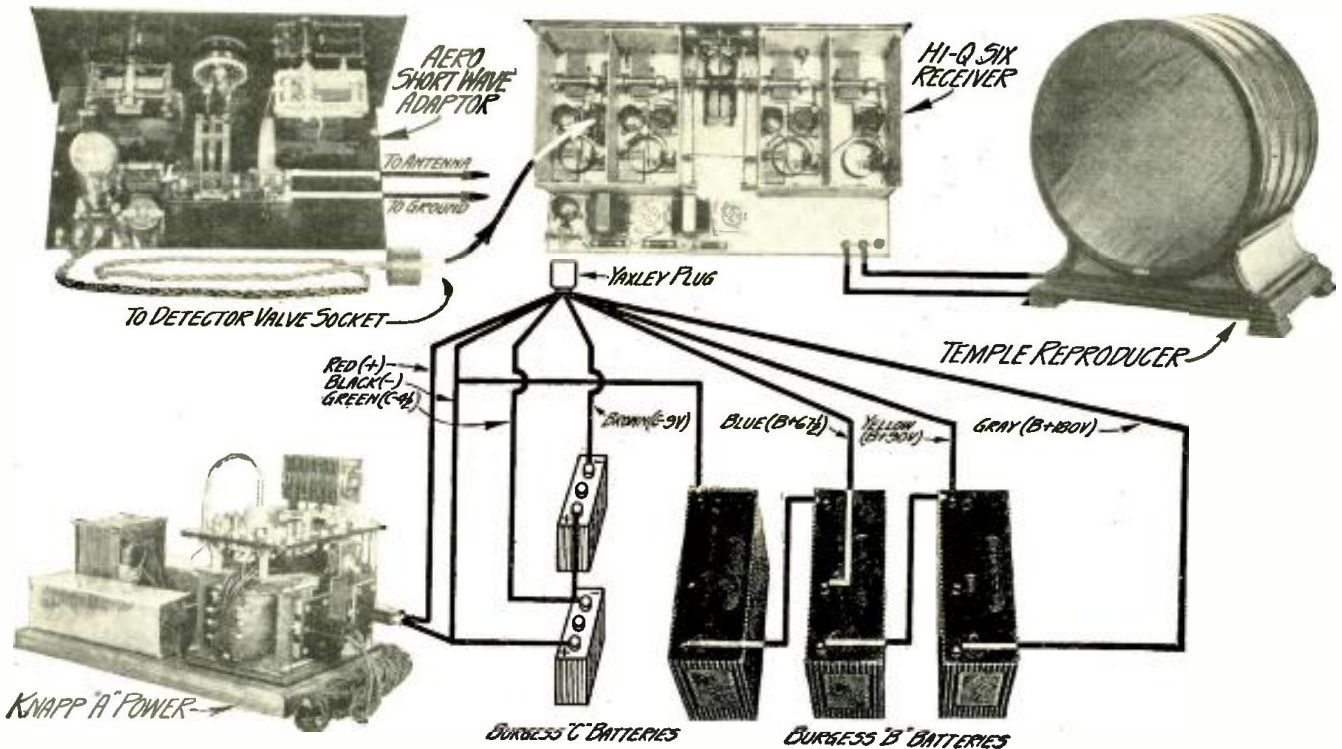 AERO
SHORT WAVE
ADAPTOR
HI-Q SIX
RECEIVER
TO ANTENNA
TO GROUND
YAXLEY PLUG
TO DETECTOR VALVE SOCKET
TEMPLE REPRODUCER
RED (+)
BLACK (-)
GREEN (C-4½)
BROWN (C-9V)
BLUE (B+67½)
YELLOW
(B+90V)
GRAY (B+180V)
KNAPP "A" POWER
BURGESS "C" BATTERIES
BURGESS "B" BATTERIES